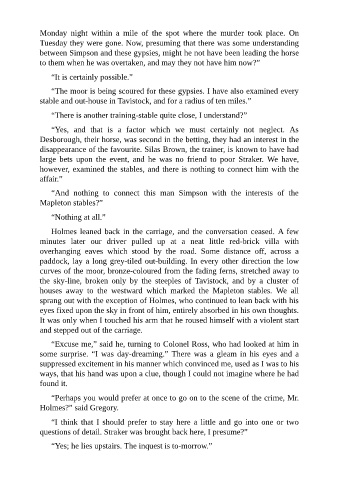 Monday night within a mile of the spot where the murder took place. On
Tuesday they were gone. Now, presuming that there was some understanding
between Simpson and these gypsies, might he not have been leading the horse
to them when he was overtaken, and may they not have him now?”
“It is certainly possible.”
“The moor is being scoured for these gypsies. I have also examined every
stable and out-house in Tavistock, and for a radius of ten miles.”
“There is another training-stable quite close, I understand?”
“Yes, and that is a factor which we must certainly not neglect. As
Desborough, their horse, was second in the betting, they had an interest in the
disappearance of the favourite. Silas Brown, the trainer, is known to have had
large bets upon the event, and he was no friend to poor Straker. We have,
however, examined the stables, and there is nothing to connect him with the
affair.”
“And nothing to connect this man Simpson with the interests of the
Mapleton stables?”
“Nothing at all.”
Holmes leaned back in the carriage, and the conversation ceased. A few
minutes later our driver pulled up at a neat little red-brick villa with
overhanging eaves which stood by the road. Some distance off, across a
paddock, lay a long grey-tiled out-building. In every other direction the low
curves of the moor, bronze-coloured from the fading ferns, stretched away to
the sky-line, broken only by the steeples of Tavistock, and by a cluster of
houses away to the westward which marked the Mapleton stables. We all
sprang out with the exception of Holmes, who continued to lean back with his
eyes fixed upon the sky in front of him, entirely absorbed in his own thoughts.
It was only when I touched his arm that he roused himself with a violent start
and stepped out of the carriage.
“Excuse me,” said he, turning to Colonel Ross, who had looked at him in
some surprise. “I was day-dreaming.” There was a gleam in his eyes and a
suppressed excitement in his manner which convinced me, used as I was to his
ways, that his hand was upon a clue, though I could not imagine where he had
found it.
“Perhaps you would prefer at once to go on to the scene of the crime, Mr.
Holmes?” said Gregory.
“I think that I should prefer to stay here a little and go into one or two
questions of detail. Straker was brought back here, I presume?”
“Yes; he lies upstairs. The inquest is to-morrow.”